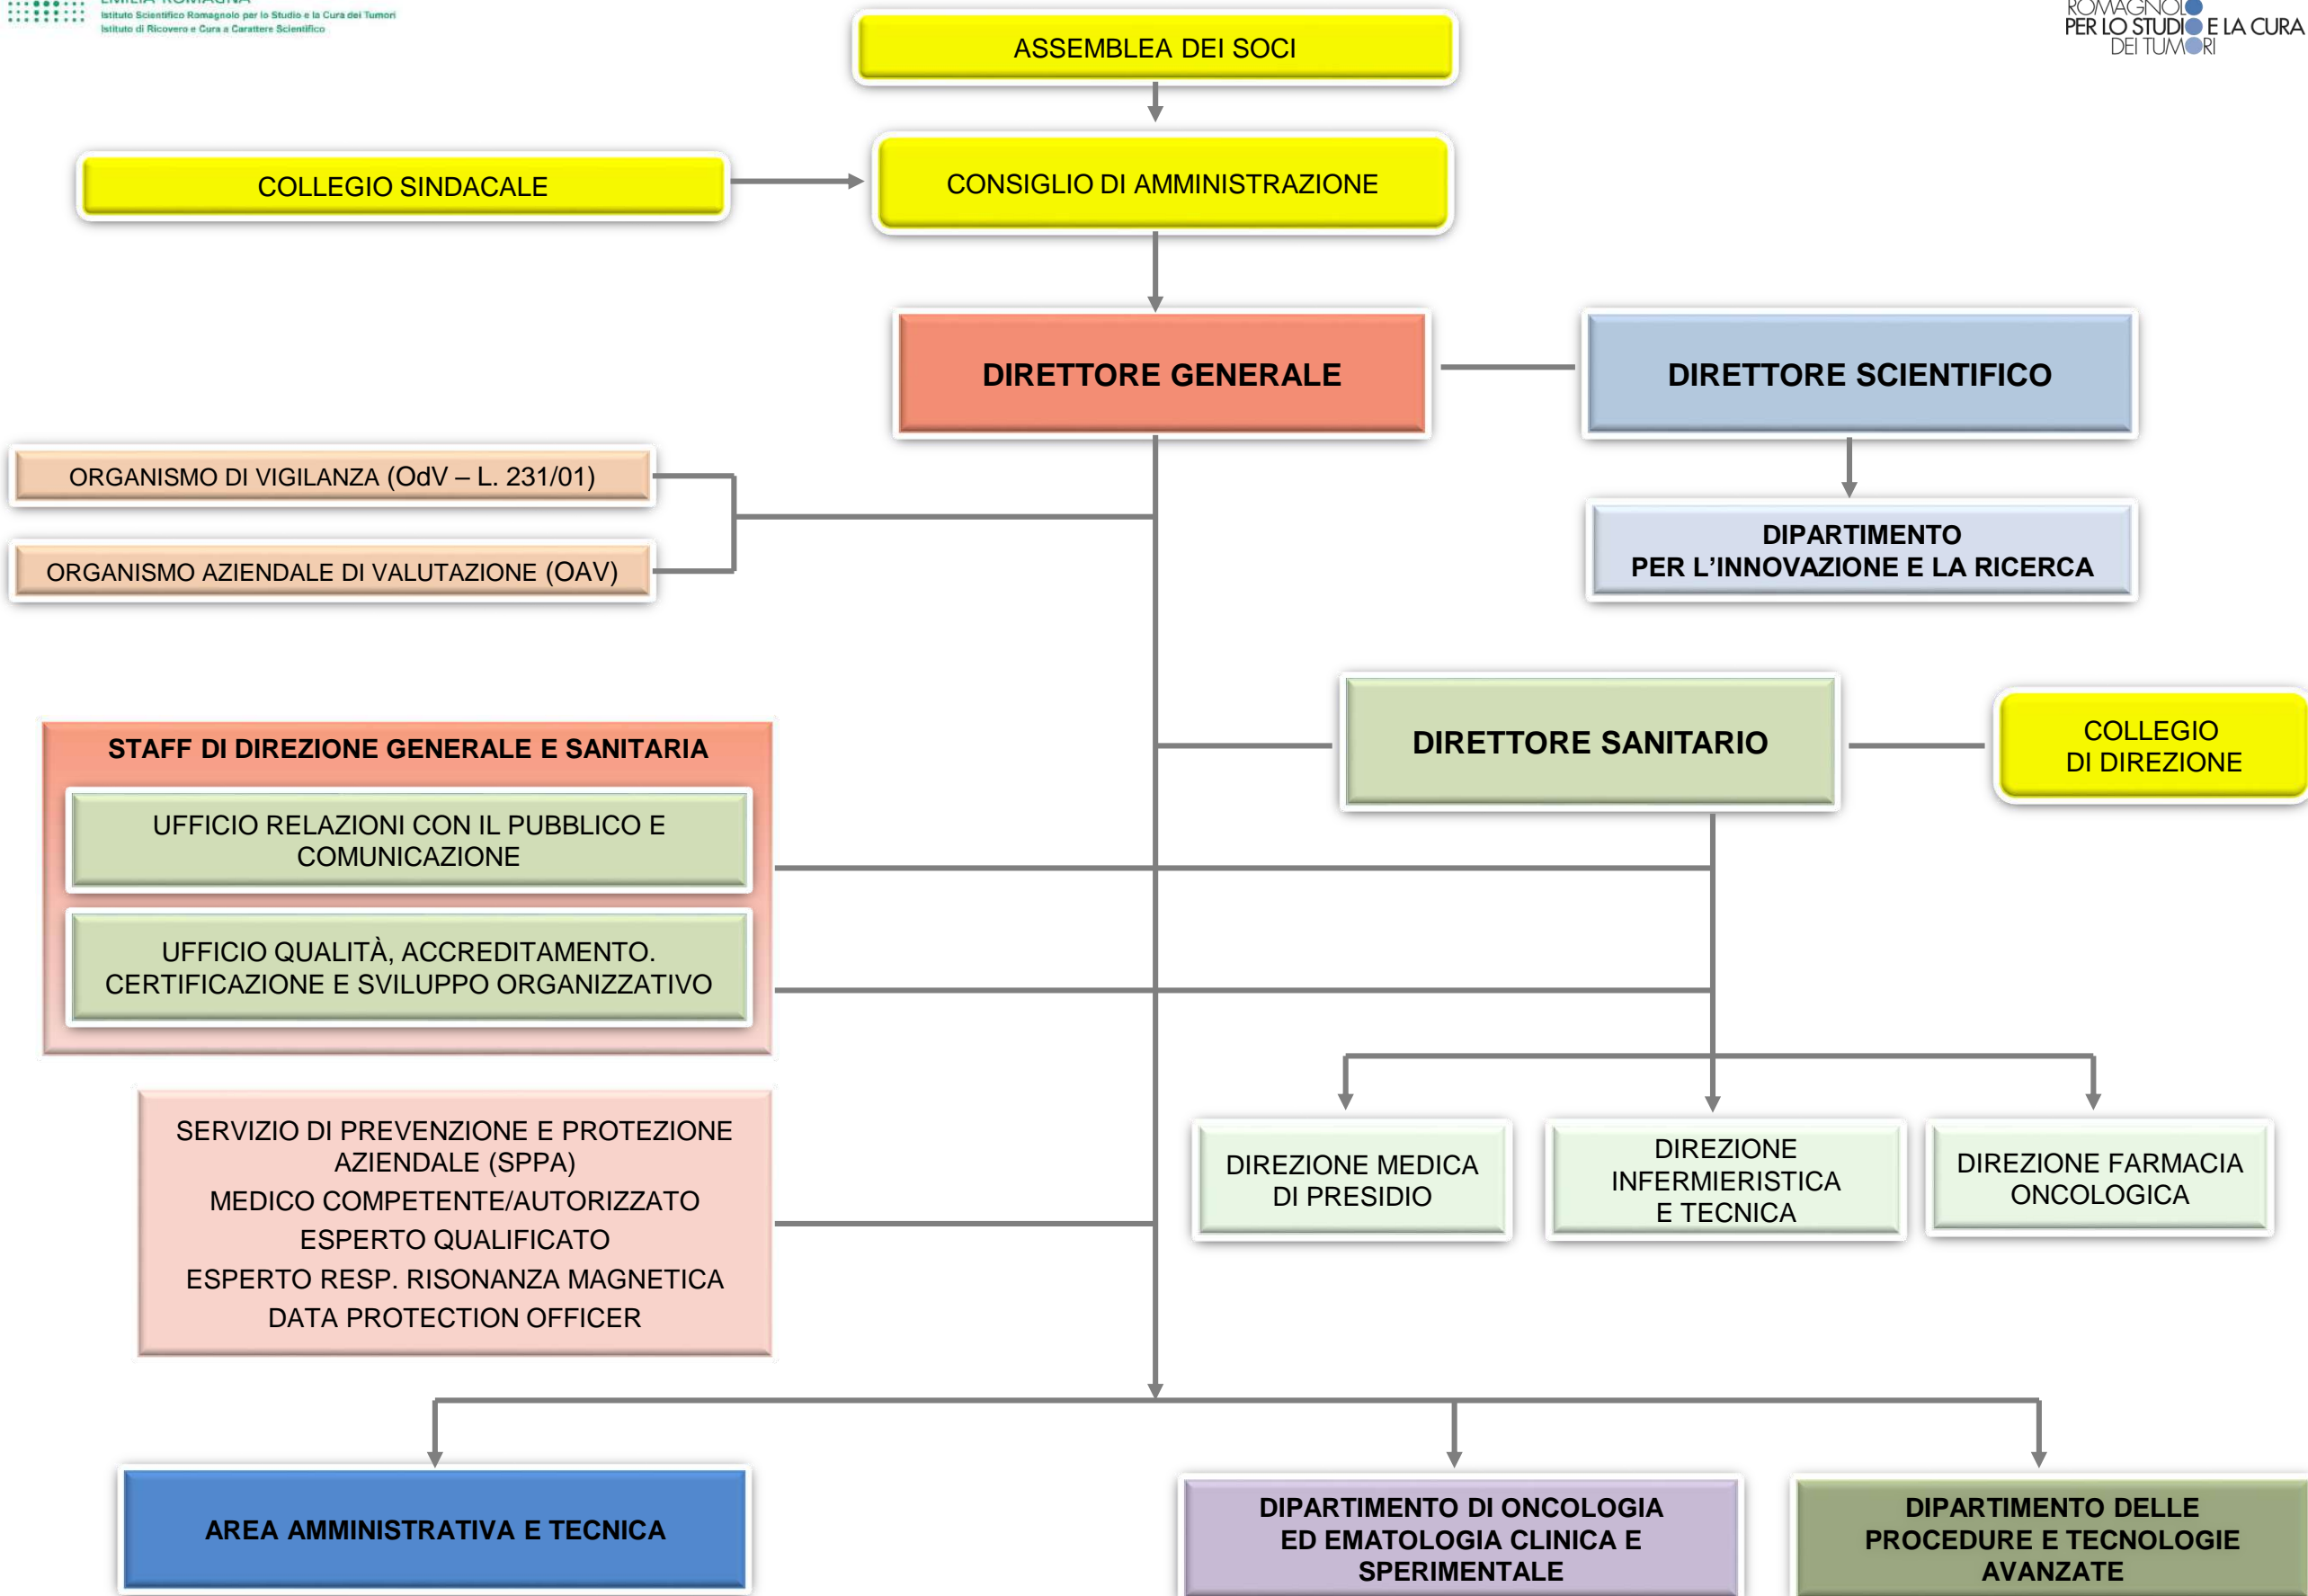 EMILIA-ROMAGNA
Istituto Scientifico Romagnolo per lo Studio e la Cura dei Tumori
Istituto di Ricovero e Cura a Carattere Scientifico
ROMAGNOLO
PER LO STUDIO E LA CURA
DEI TUMORI
ASSEMBLEA DEI SOCI
COLLEGIO SINDACALE
CONSIGLIO DI AMMINISTRAZIONE
DIRETTORE GENERALE
DIRETTORE SCIENTIFICO
ORGANISMO DI VIGILANZA (OdV – L. 231/01)
ORGANISMO AZIENDALE DI VALUTAZIONE (OAV)
DIPARTIMENTO
PER L’INNOVAZIONE E LA RICERCA
DIRETTORE SANITARIO
COLLEGIO
DI DIREZIONE
STAFF DI DIREZIONE GENERALE E SANITARIA
UFFICIO RELAZIONI CON IL PUBBLICO E
COMUNICAZIONE
UFFICIO QUALITÀ, ACCREDITAMENTO.
CERTIFICAZIONE E SVILUPPO ORGANIZZATIVO
SERVIZIO DI PREVENZIONE E PROTEZIONE
AZIENDALE (SPPA)
MEDICO COMPETENTE/AUTORIZZATO
ESPERTO QUALIFICATO
ESPERTO RESP. RISONANZA MAGNETICA
DATA PROTECTION OFFICER
DIREZIONE MEDICA
DI PRESIDIO
DIREZIONE
INFERMIERISTICA
E TECNICA
DIREZIONE FARMACIA
ONCOLOGICA
AREA AMMINISTRATIVA E TECNICA
DIPARTIMENTO DI ONCOLOGIA
ED EMATOLOGIA CLINICA E
SPERIMENTALE
DIPARTIMENTO DELLE
PROCEDURE E TECNOLOGIE
AVANZATE